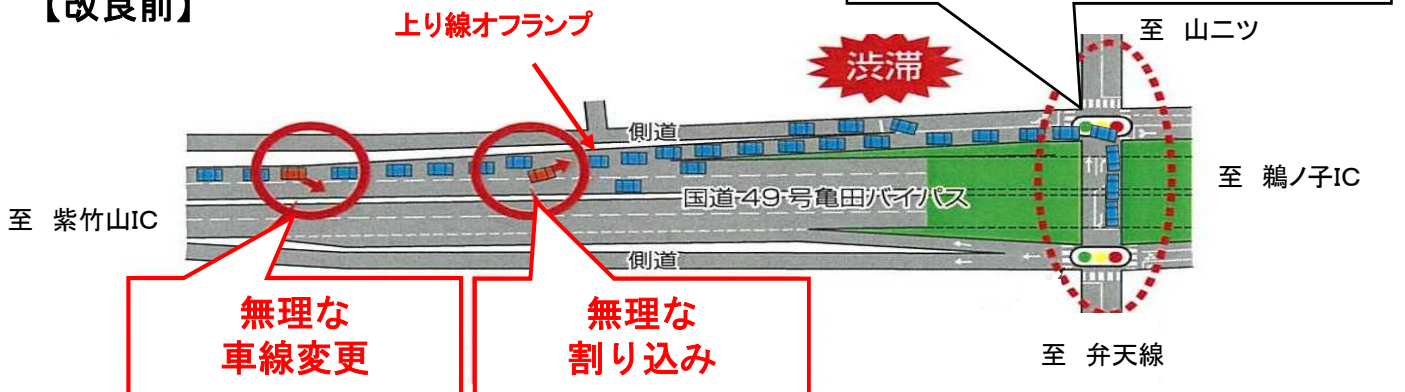 【改良前】
上り線オフランプ
至 山二ツ
渋滞
側道
国道49号亀田バイパス
至 鵜ノ子IC
至 紫竹山IC
側道
無理な
車線変更
無理な
割り込み
至 弁天線